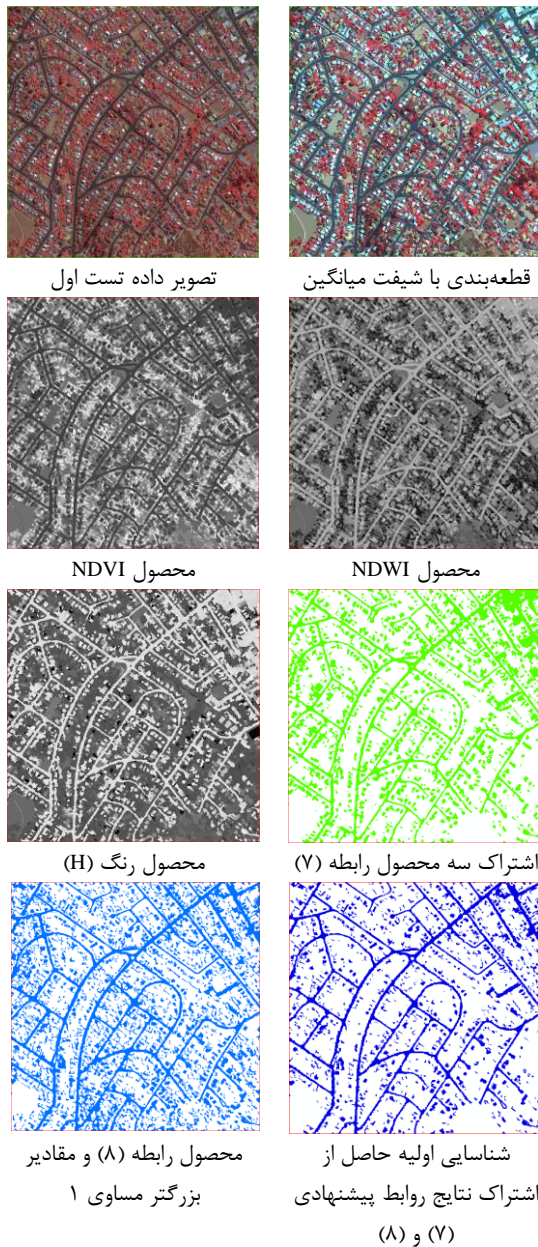 تصویر داده تست اول
قطعه‌بندی با شیفت میانگین
محصول NDVI
محصول NDWI
محصول رنگ (H)
اشتراک سه محصول رابطه (۷)
محصول رابطه (۸) و مقادیر
بزرگتر مساوی ۱
شناسایی اولیه حاصل از
اشتراک نتایج روابط پیشنهادی
(۷) و (۸)